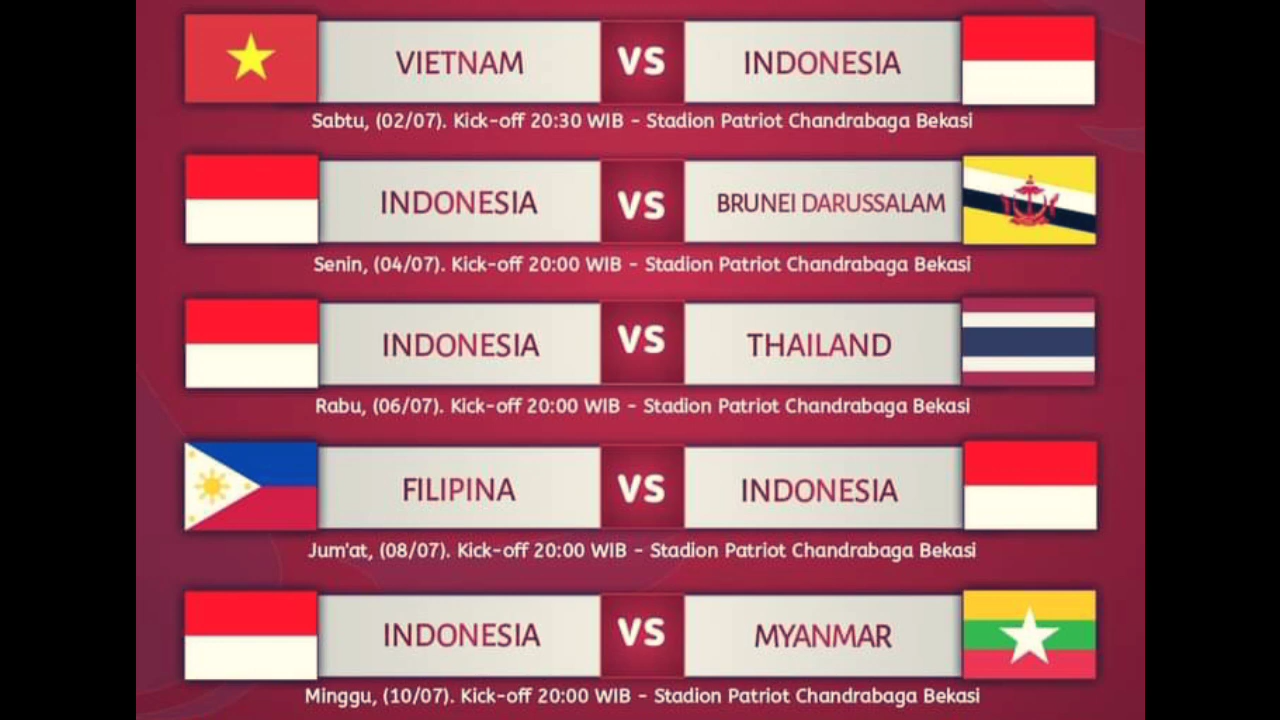 VIETNAM VS INDONESIA
Sabtu, (02/07). Kick-off 20:30 WIB - Stadion Patriot Chandrabaga Bekasi
INDONESIA VS BRUNEI DARUSSALAM
Senin, (04/07). Kick-off 20:00 WIB - Stadion Patriot Chandrabaga Bekasi
INDONESIA VS THAILAND
Rabu, (06/07). Kick-off 20:00 WIB - Stadion Patriot Chandrabaga Bekasi
FILIPINA VS INDONESIA
Jum'at, (08/07). Kick-off 20:00 WIB - Stadion Patriot Chandrabaga Bekasi
INDONESIA VS MYANMAR
Minggu, (10/07). Kick-off 20:00 WIB - Stadion Patriot Chandrabaga Bekasi